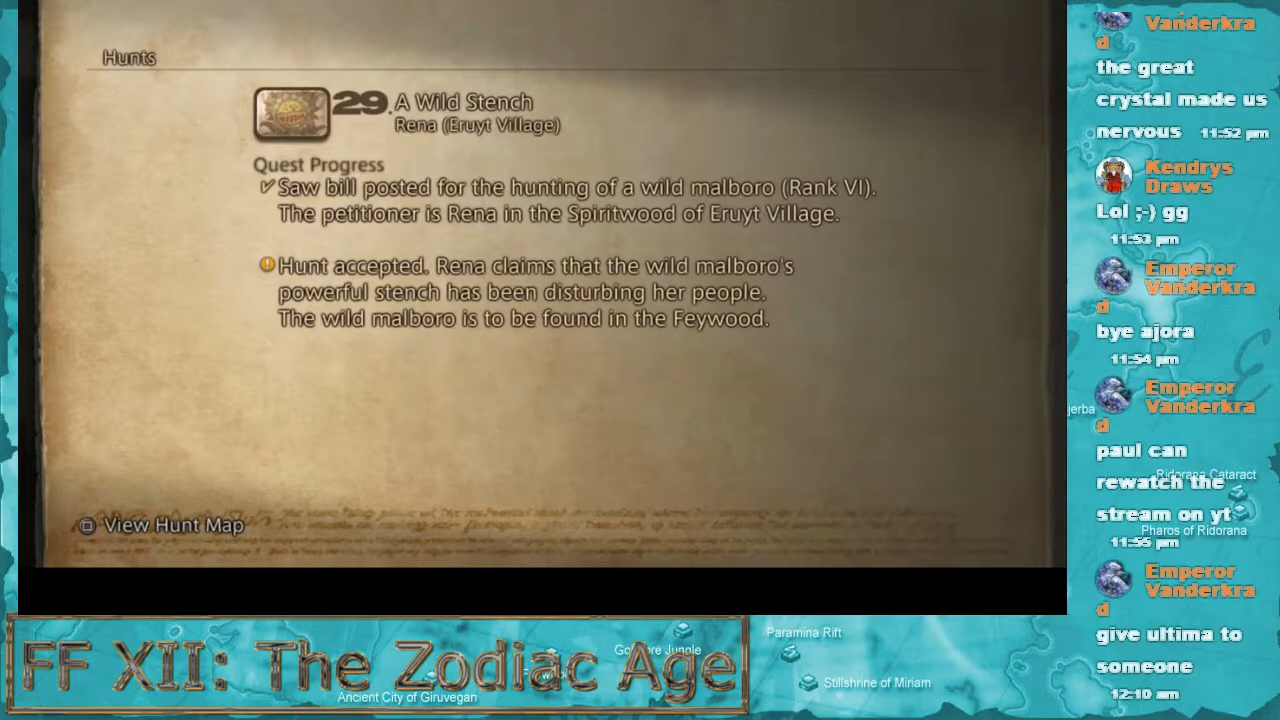 Hunts
29. A Wild Stench
Rena (Eruyt Village)
Quest Progress
Saw bill posted for the hunting of a wild malboro (Rank VI).
The petitioner is Rena in the Spiritwood of Eruyt Village.
Hunt accepted. Rena claims that the wild malboro's
powerful stench has been disturbing her people.
The wild malboro is to be found in the Feywood.
View Hunt Map
Vanderkra
d
the great
crystal made us
nervous 11:52 pm
Kendrys
Draws
Lol ;-) gg
11:53 pm
Emperor
Vanderkra
d
bye ajora
11:54 pm
Emperor
Vanderkra
d
paul can
rewatch the
stream on yt
11:55 pm
Emperor
Vanderkra
d
give ultima to
someone
12:10 am
jerba
Ridorana Cataract
Pharos of Ridorana
FF XII: The Zodiac Age
Paramina Rift
Stillshrine of Miriam
Ancient City of Giruvegan